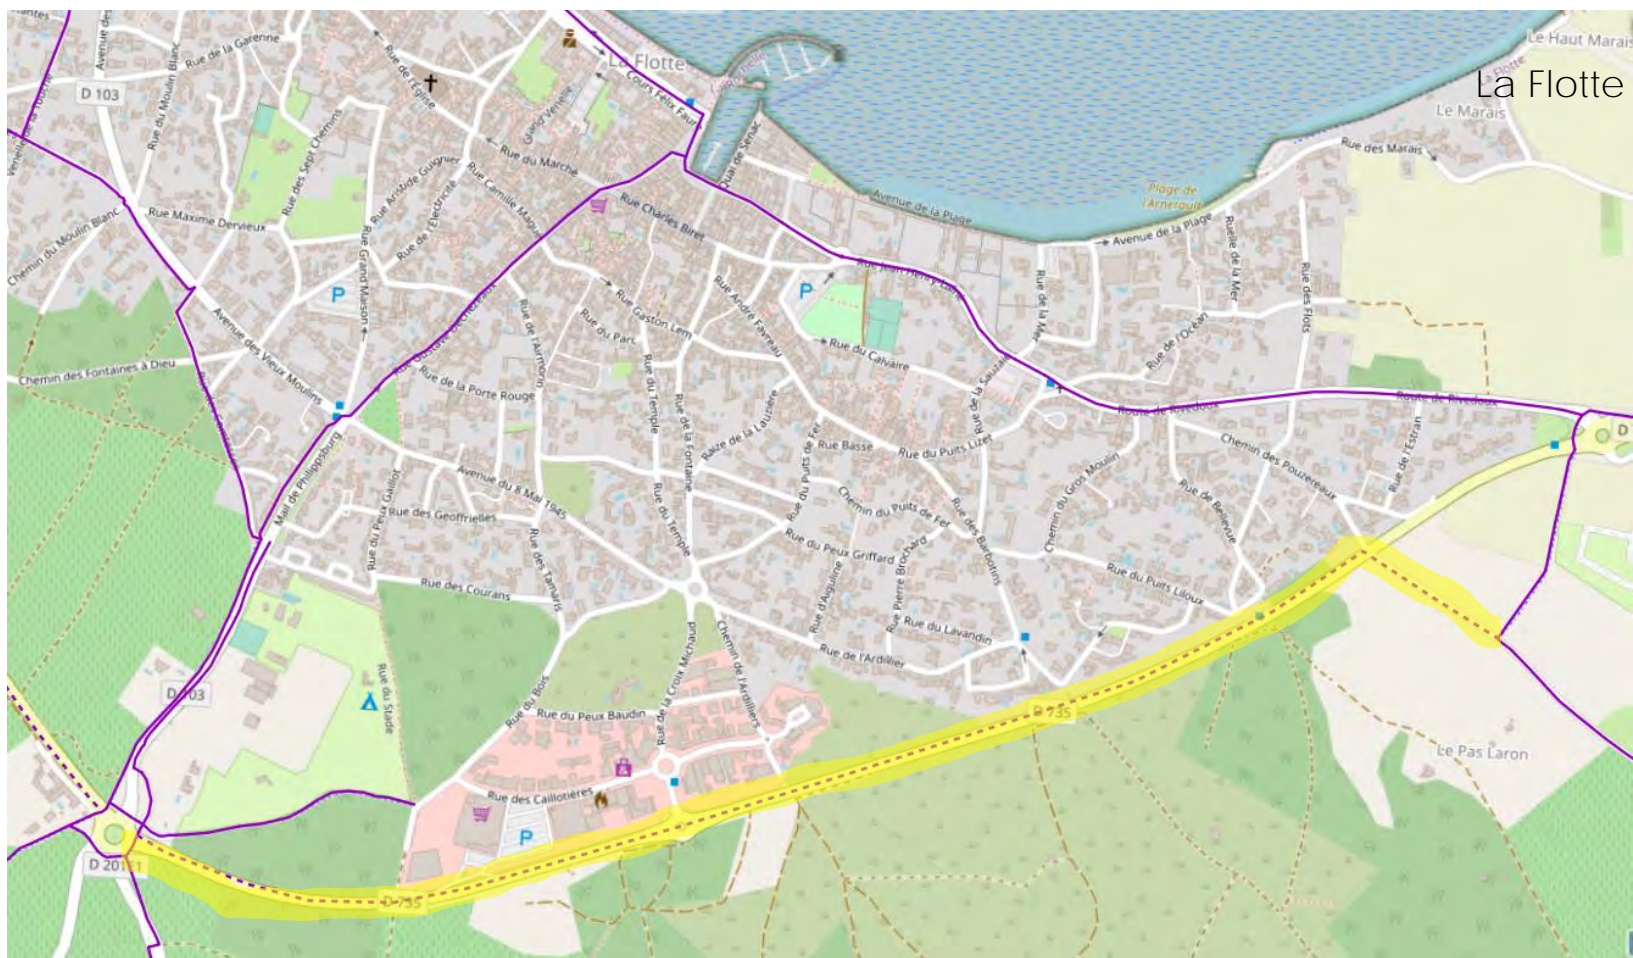 Rue de la Garenne
La Flotte
Le Haut Marais
La Flotte
La Flotte
D 103
Rue de l'Église
Cours Félix Faure
Le Marais
Rue du Moulin Blanc
Rue des Sept Chemins
Rue du Marché
Quai de Sénac
Rue des Marais
Rue Aristide Guignier
Rue de l'Électricité
Rue Camille Magué
Rue Charles Biret
Avenue de la Plage
Plage de
l'Arnerault
Rue Maxime Dervieux
Chemin du Moulin Blanc
Avenue de la Plage
Ruelle de la Mer
Rue Grand Maison
P
P
Rue Jean Henry Lainé
Rue de la Mer
Rue des Flots
Rue Gustave Dechézeaux
Rue de l'Airmorin
Rue Gaston Lem
Rue du Parc
Rue André Favreau
Rue du Calvaire
Rue de l'Océan
Avenue des Vieux Moulins
Chemin des Fontaines à Dieu
Rue de la Porte Rouge
Rue du Temple
Rue de la Fontaine
Raize de la Lauzière
Rue de la Sauzaie
Route de Rivedoux
Route de Rivedoux
D
Mail de Philippsburg
Rue du Peux Gaillot
Avenue du 8 Mai 1945
Rue du Puits de Fer
Rue Basse
Rue du Puits Lizet
Chemin des Pouzereaux
Rue de l'Estran
Rue des Geoffrielles
Rue du Temple
Chemin du Puits de Fer
Rue des Barbotins
Chemin du Gros Moulin
Rue de Bellevue
Rue des Tamaris
Rue du Peux Griffard
Rue Pierre Brochard
Rue du Puits Liloux
Rue des Courans
Rue d'Aiguline
Rue du Lavandin
Rue de l'Ardillier
D 103
Rue du Stade
Rue du Bois
Rue du Peux Baudin
Rue de la Croix Michaud
Chemin de l'Ardilliers
D 735
Le Pas Laron
Rue des Caillotières
P
D 201E1
D 735